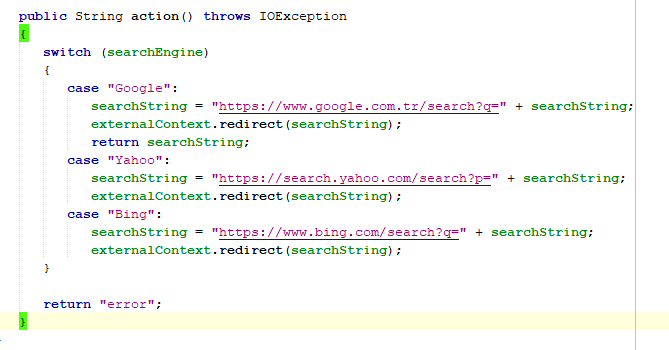 public String action() throws IOException
{
switch (searchEngine)
{
case "Google":
searchString = "https://www.google.com.tr/search?q=" + searchString;
externalContext.redirect(searchString);
return searchString;
case "Yahoo":
searchString = "https://search.yahoo.com/search?p=" + searchString;
externalContext.redirect(searchString);
case "Bing":
searchString = "https://www.bing.com/search?q=" + searchString;
externalContext.redirect(searchString);
}
return "error";
}